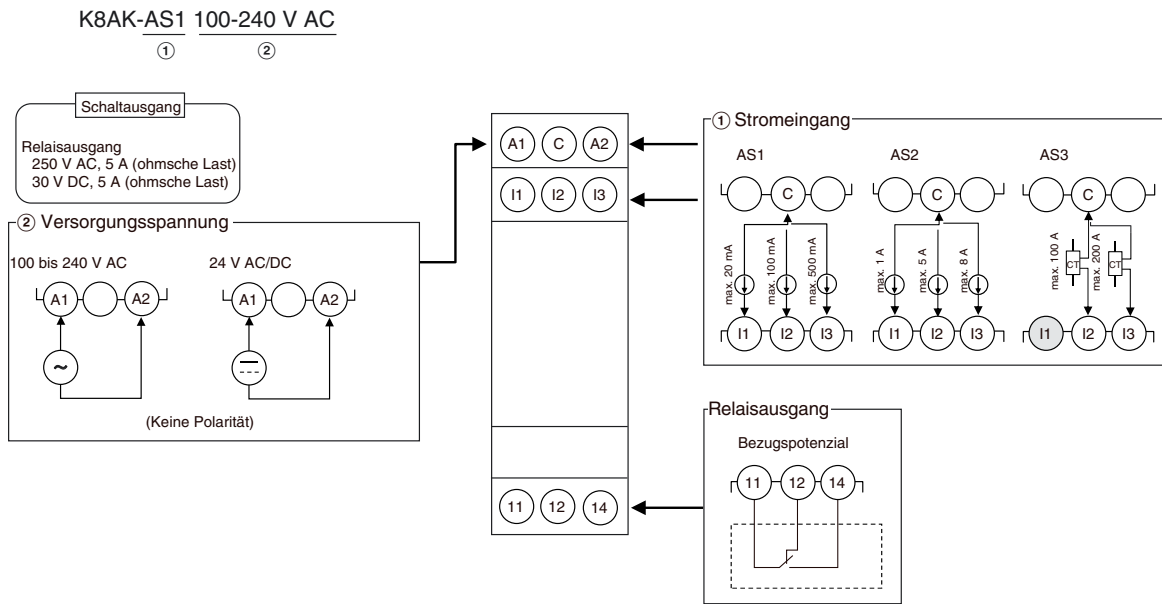 K8AK-AS1 100-240 V AC
① ②
Schaltausgang
Relaisausgang
250 V AC, 5 A (ohmsche Last)
30 V DC, 5 A (ohmsche Last)
② Versorgungsspannung
100 bis 240 V AC
24 V AC/DC
A1 A2
A1 A2
~
(Keine Polarität)
A1 C A2
I1 I2 I3
11 12 14
① Stromeingang
AS1
AS2
AS3
C
C
C
max. 20 mA
max. 100 mA
max. 500 mA
max. 1 A
max. 5 A
max. 8 A
max. 100 A
CT
max. 200 A
CT
I1 I2 I3
I1 I2 I3
I1 I2 I3
Relaisausgang
Bezugspotenzial
11 12 14